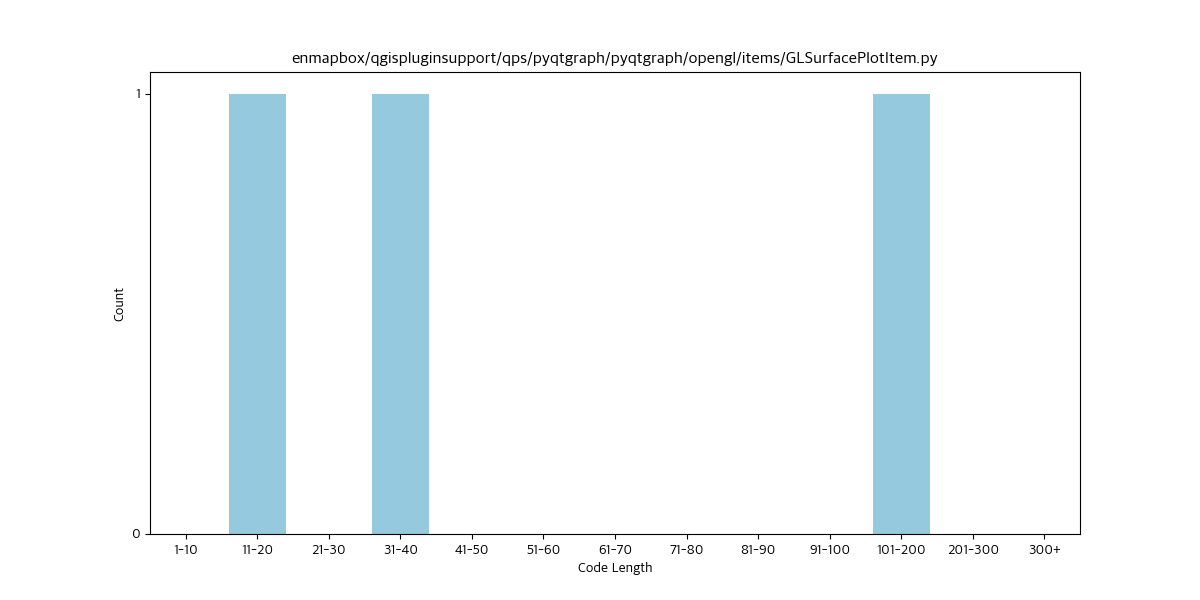 enmapbox/qgispluginsupport/qps/pyqtgraph/pyqtgraph/opengl/items/GLSurfacePlotItem.py
1
Count
0
1-10 11-20 21-30 31-40 41-50 51-60 61-70 71-80 81-90 91-100 101-200 201-300 300+
Code Length